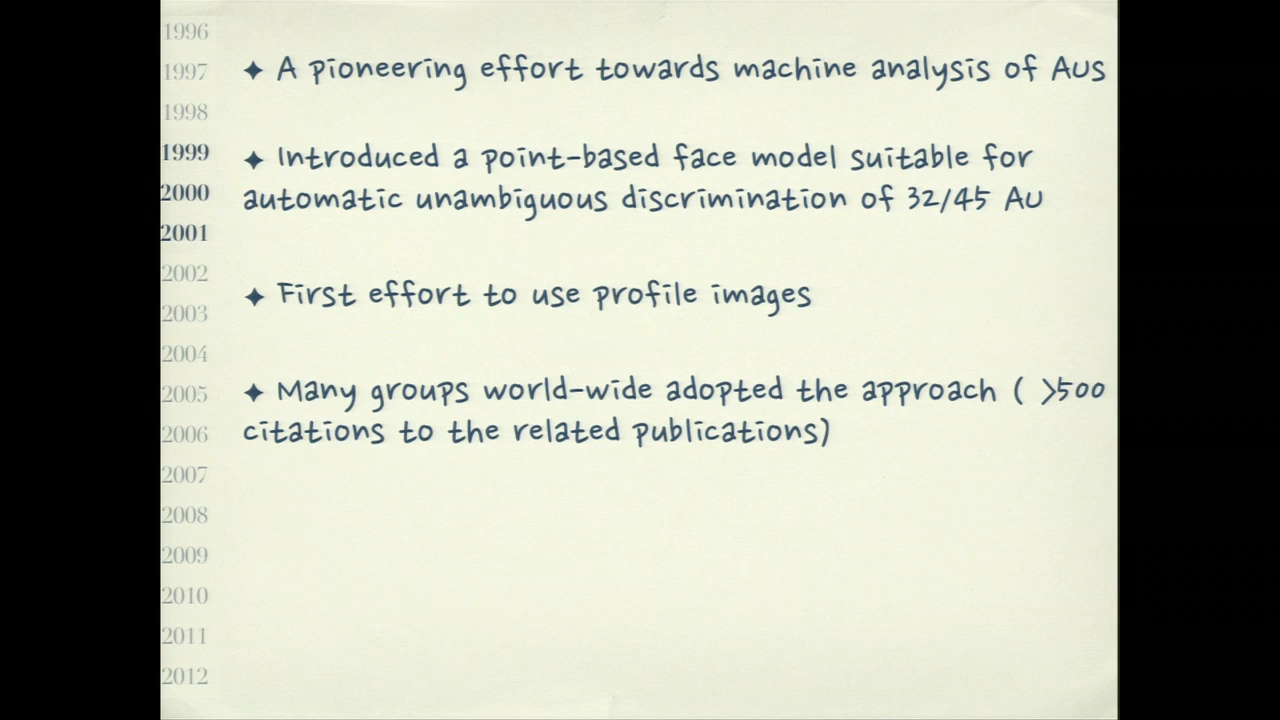 1996
1997
1998
1999
2000
2001
2002
2003
2004
2005
2006
2007
2008
2009
2010
2011
2012
✦ A pioneering effort towards machine analysis of AUs
✦ Introduced a point-based face model suitable for
automatic unambiguous discrimination of 32/45 AU
✦ First effort to use profile images
✦ Many groups world-wide adopted the approach ( >500
citations to the related publications)